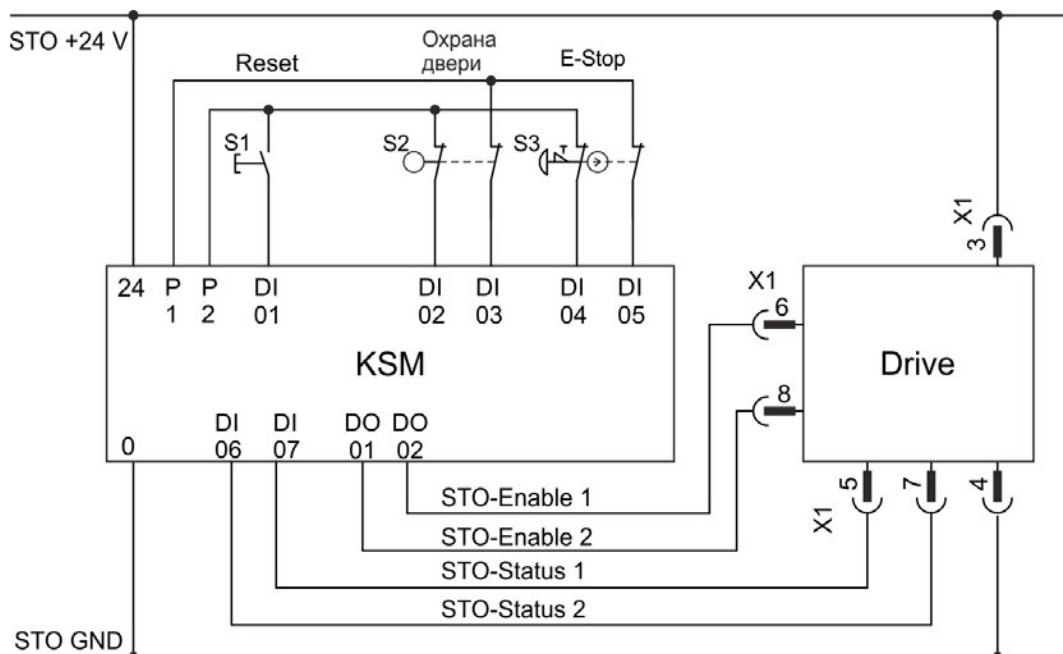 STO +24 V
Reset
Охрана
двери
E-Stop
S1
S2
S3
X1
3
24 P P DI DI DI DI DI
1 2 01 02 03 04 05
X1
6
KSM
Drive
8
DI DI DO DO
0 06 07 01 02
5 7 4
X1
STO-Enable 1
STO-Enable 2
STO-Status 1
STO-Status 2
STO GND